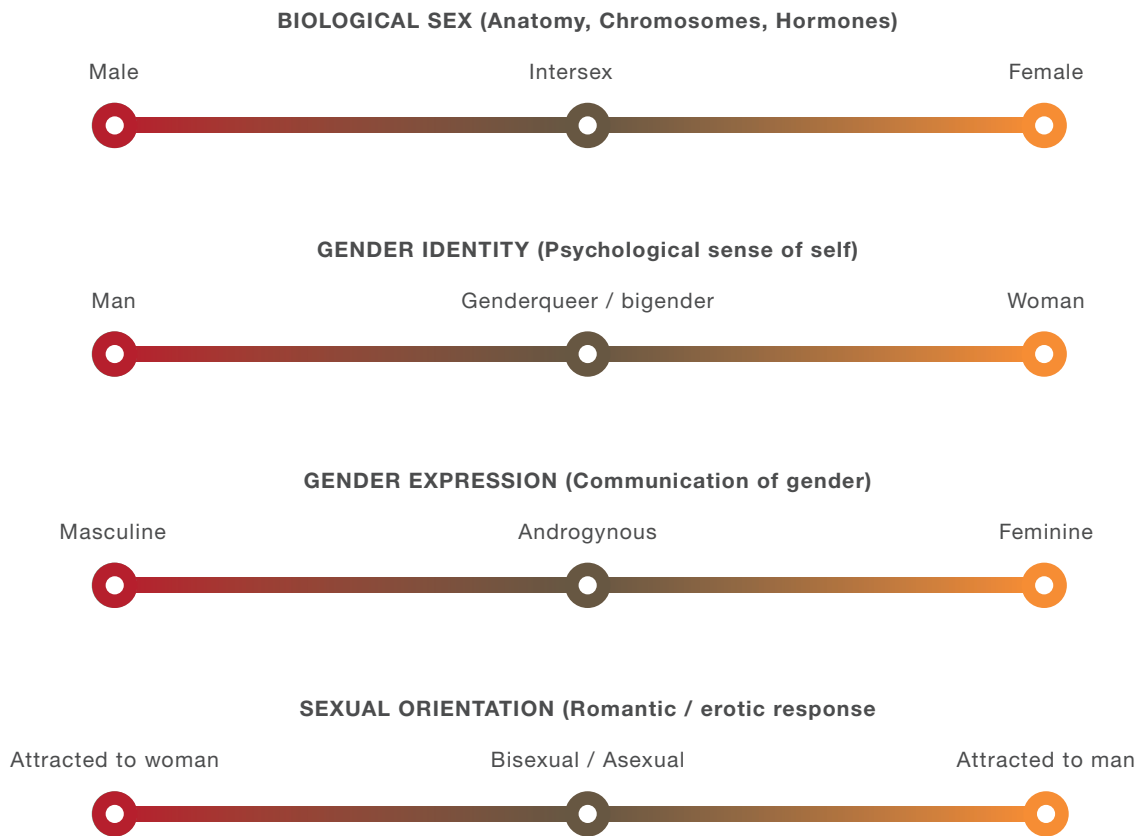 BIOLOGICAL SEX (Anatomy, Chromosomes, Hormones)
Male Intersex Female
GENDER IDENTITY (Psychological sense of self)
Man Genderqueer / bigender Woman
GENDER EXPRESSION (Communication of gender)
Masculine Androgynous Feminine
SEXUAL ORIENTATION (Romantic / erotic response
Attracted to woman Bisexual / Asexual Attracted to man